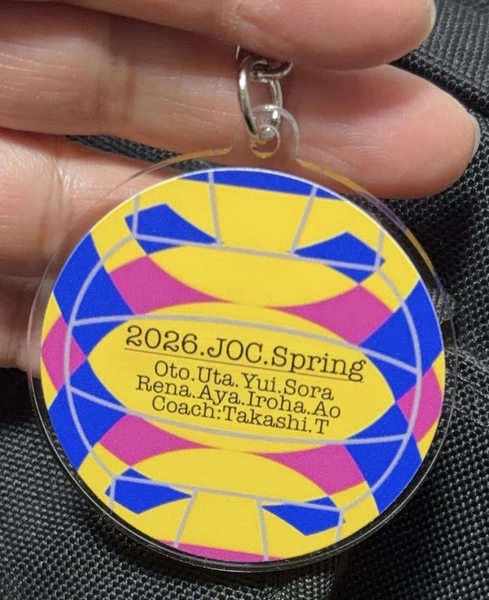 2026.JOC.Spring
Oto.Uta.Yui.Sora
Rena.Aya.Iroha.Ao
Coach:Takashi.T